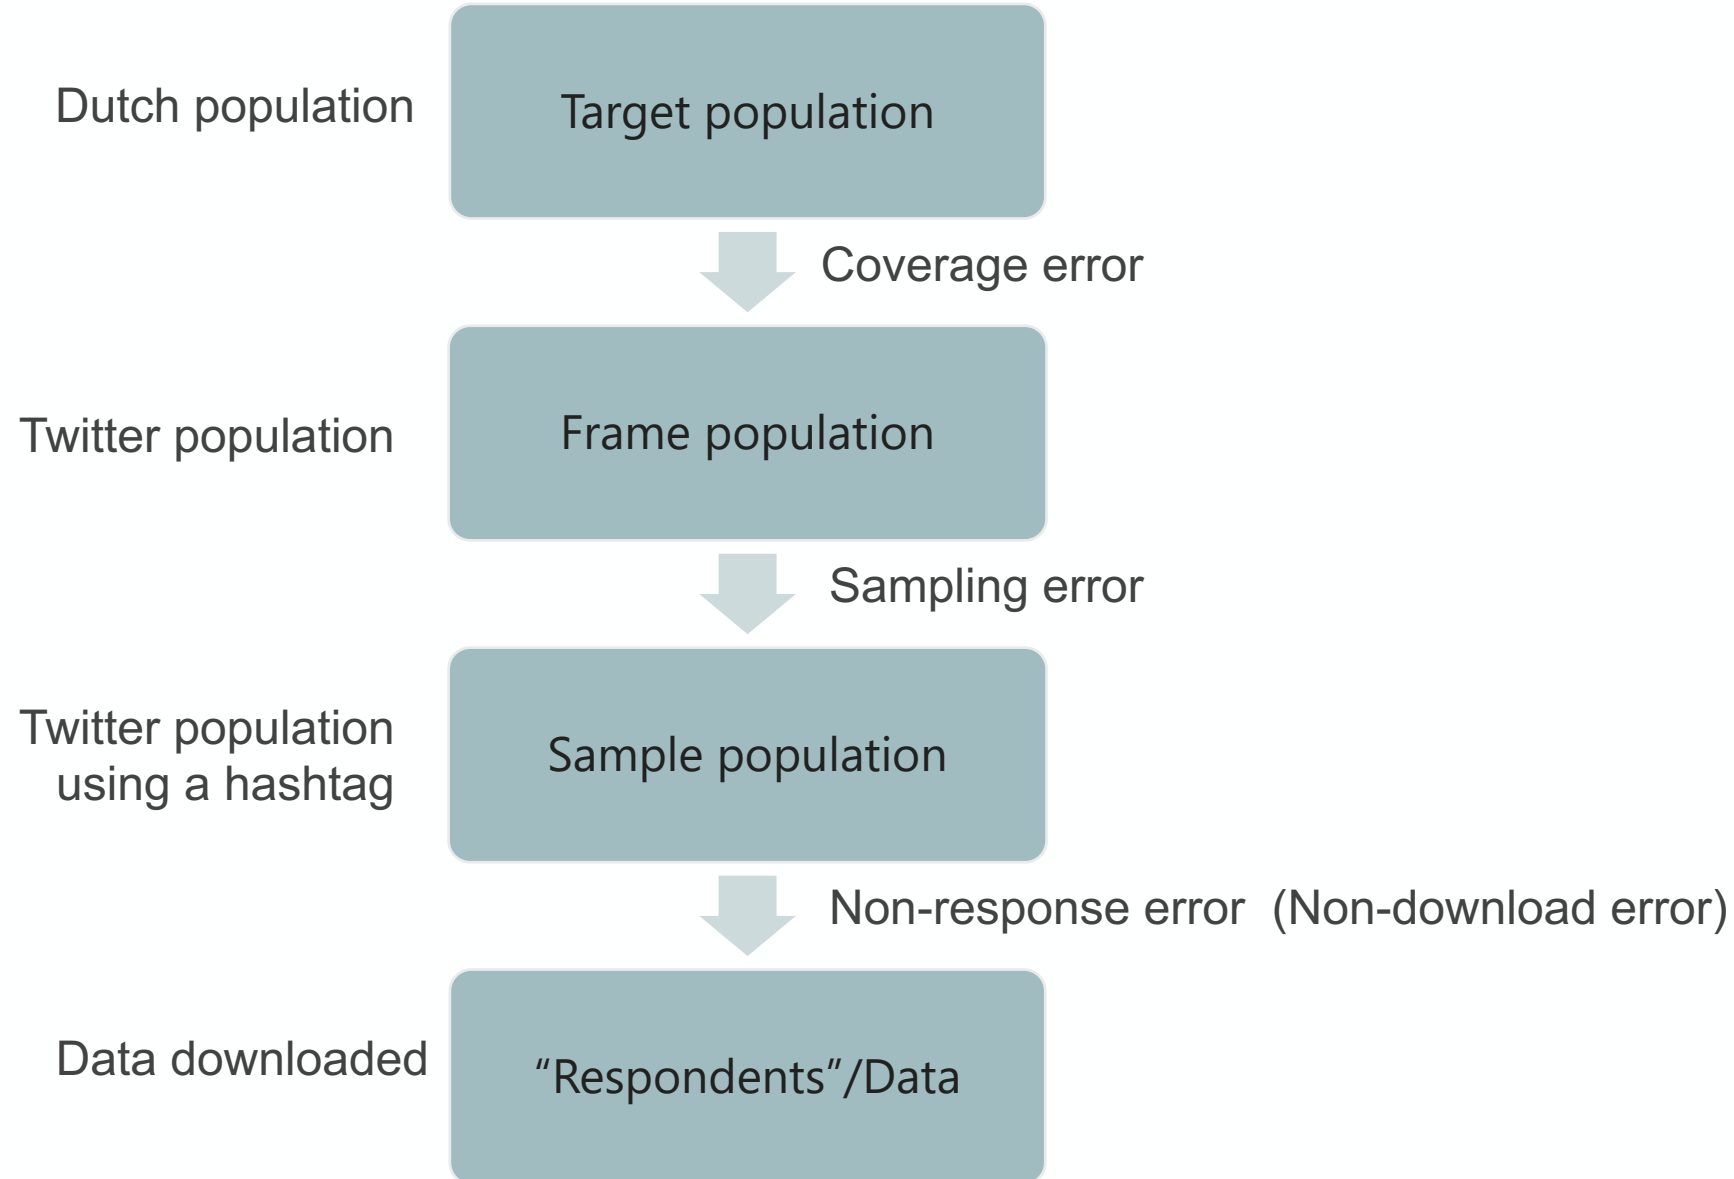 Dutch population
Target population
Coverage error
Twitter population
Frame population
Sampling error
Twitter population
using a hashtag
Sample population
Non-response error  (Non-download error)
Data downloaded
“Respondents”/Data